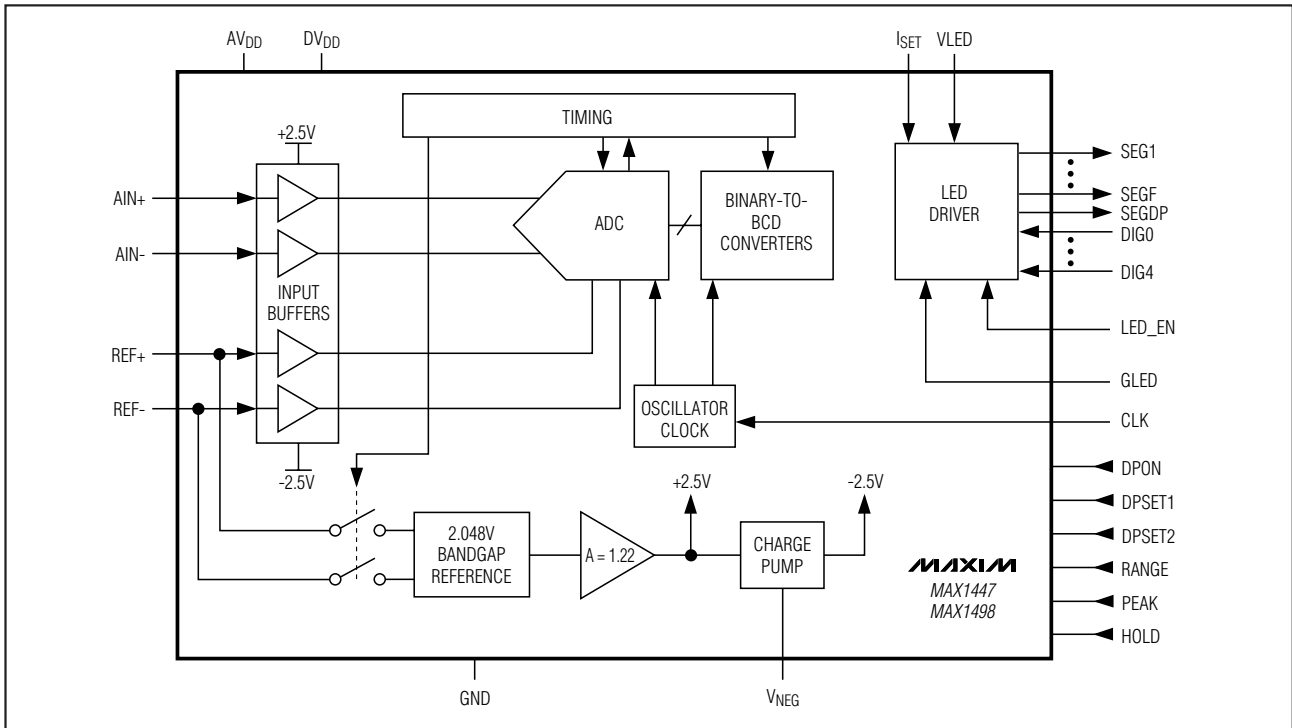 AVDD DVDD ISET VLED
TIMING
+2.5V
AIN+
AIN-
INPUT
BUFFERS
REF+
REF-
-2.5V
ADC
BINARY-TO-
BCD
CONVERTERS
LED
DRIVER
SEG1
SEGF
SEGDP
DIG0
DIG4
LED_EN
GLED
CLK
OSCILLATOR
CLOCK
DPON
DPSET1
DPSET2
RANGE
PEAK
HOLD
2.048V
BANDGAP
REFERENCE
A = 1.22
+2.5V
CHARGE
PUMP
-2.5V
MAXIM
MAX1447
MAX1498
GND
VNEG